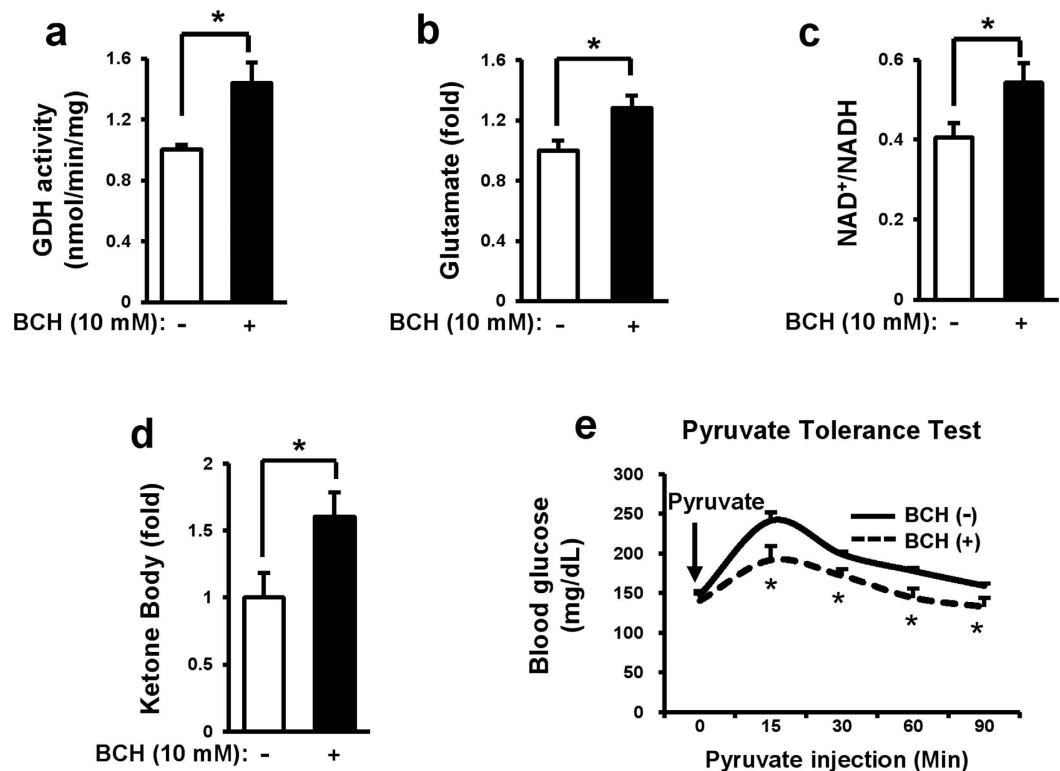 a
*
1.6
1.2
0.8
0.4
0
GDH activity
(nmol/min/mg)
BCH (10 mM): - +
b
*
1.6
1.2
0.8
0.4
0
Glutamate (fold)
BCH (10 mM): - +
c
*
0.6
0.4
0.2
0
NAD⁺/NADH
BCH (10 mM): - +
d
*
2
1.5
1
0.5
0
Ketone Body (fold)
BCH (10 mM): - +
e
Pyruvate Tolerance Test
300
250
200
150
100
50
0
Blood glucose
(mg/dL)
Pyruvate
BCH (-)
BCH (+)
*
*
*
*
0 15 30 60 90
Pyruvate injection (Min)